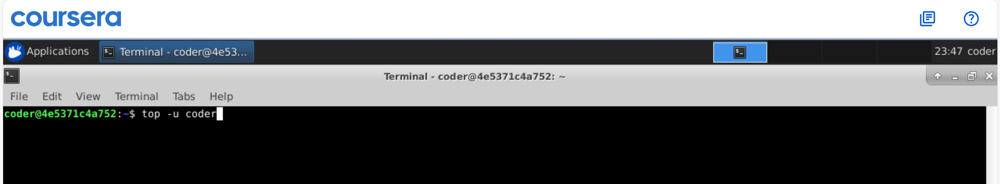 coursera
Applications
Terminal - coder@4e53...
23:47 coder
Terminal - coder@4e5371c4a752: ~
File Edit View Terminal Tabs Help
coder@4e5371c4a752:~$ top -u coder